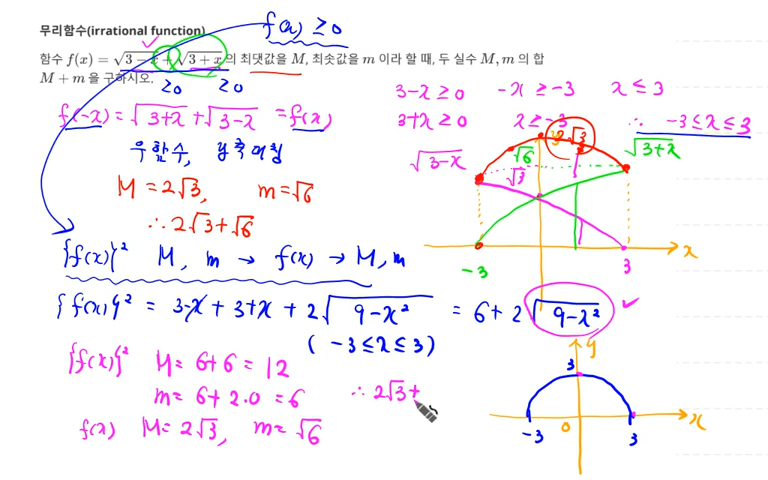 무리함수(irrational function)
f(x) ≥ 0
함수 f(x) = √3−x + √3+x 의 최댓값을 M, 최솟값을 m 이라 할 때, 두 실수 M, m 의 합
M + m 을 구하시오.
≥0 ≥0
3-x ≥ 0 -x ≥ -3 x ≤ 3
3+x ≥ 0 x ≥ -3 ∴ -3 ≤ x ≤ 3
f(-x) = √3+x + √3-x = f(x)
우함수, y축대칭
M = 2√3, m = √6
∴ 2√3 + √6
√3-x √6 √3 2√3 √3+x
-3 3 x
{f(x)}² M, m → f(x) → M, m
{f(x)}² = 3-x + 3+x + 2√9-x² = 6 + 2√9-x²
(-3 ≤ x ≤ 3)
{f(x)}² M = 6+6 = 12
m = 6 + 2.0 = 6 ∴ 2√3 +
f(x) M = 2√3, m = √6
y
3
-3 0 3 x